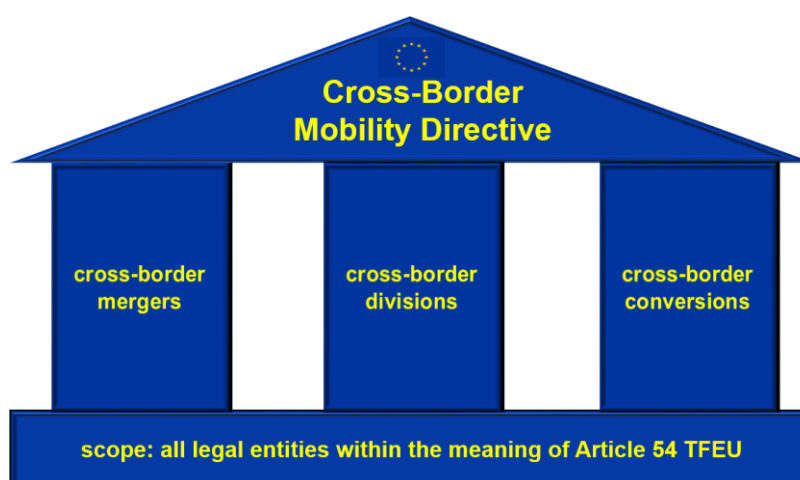 Cross-Border
Mobility Directive
cross-border
mergers
cross-border
divisions
cross-border
conversions
scope: all legal entities within the meaning of Article 54 TFEU